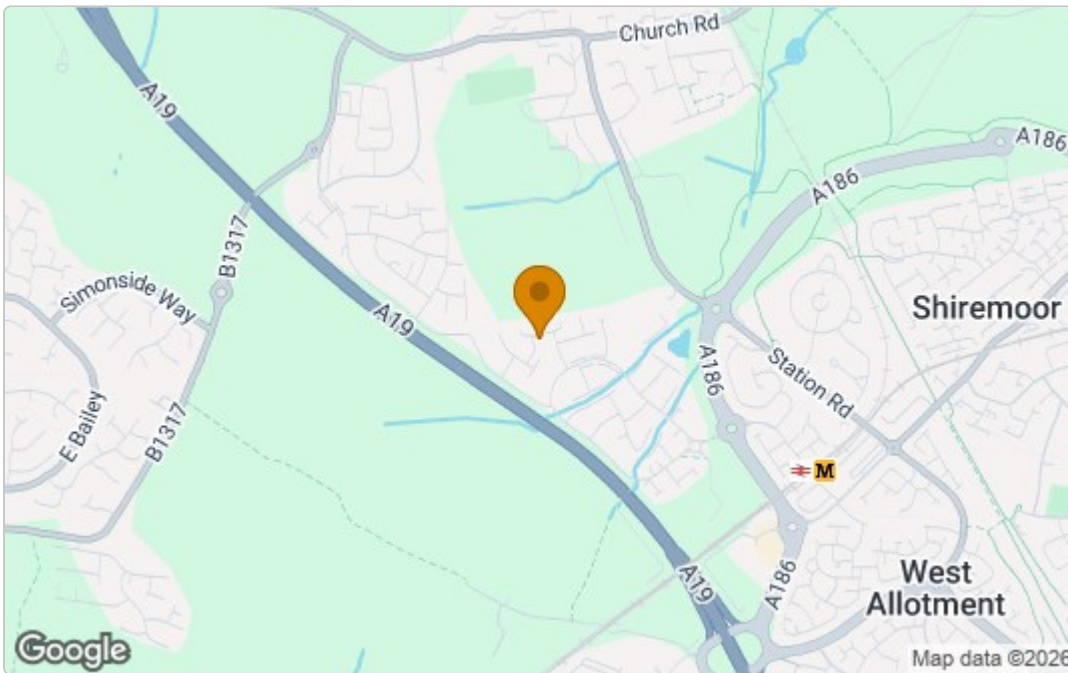 Church Rd
A19
A186
A186
B1317
Simonside Way
A19
Shiremoor
A186
Station Rd
E Bailey
B1317
M
West
Allotment
A19
A186
Google
Map data ©2026